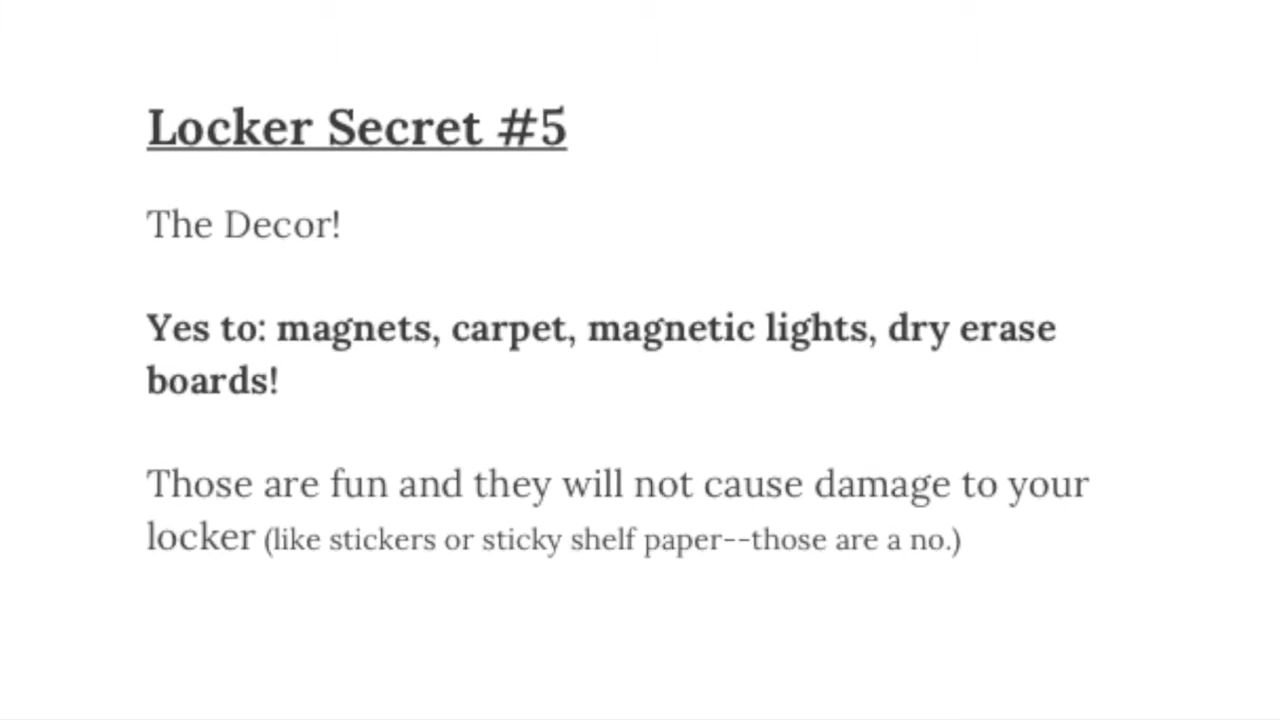 Locker Secret #5
The Decor!
Yes to: magnets, carpet, magnetic lights, dry erase
boards!
Those are fun and they will not cause damage to your
locker (like stickers or sticky shelf paper--those are a no.)